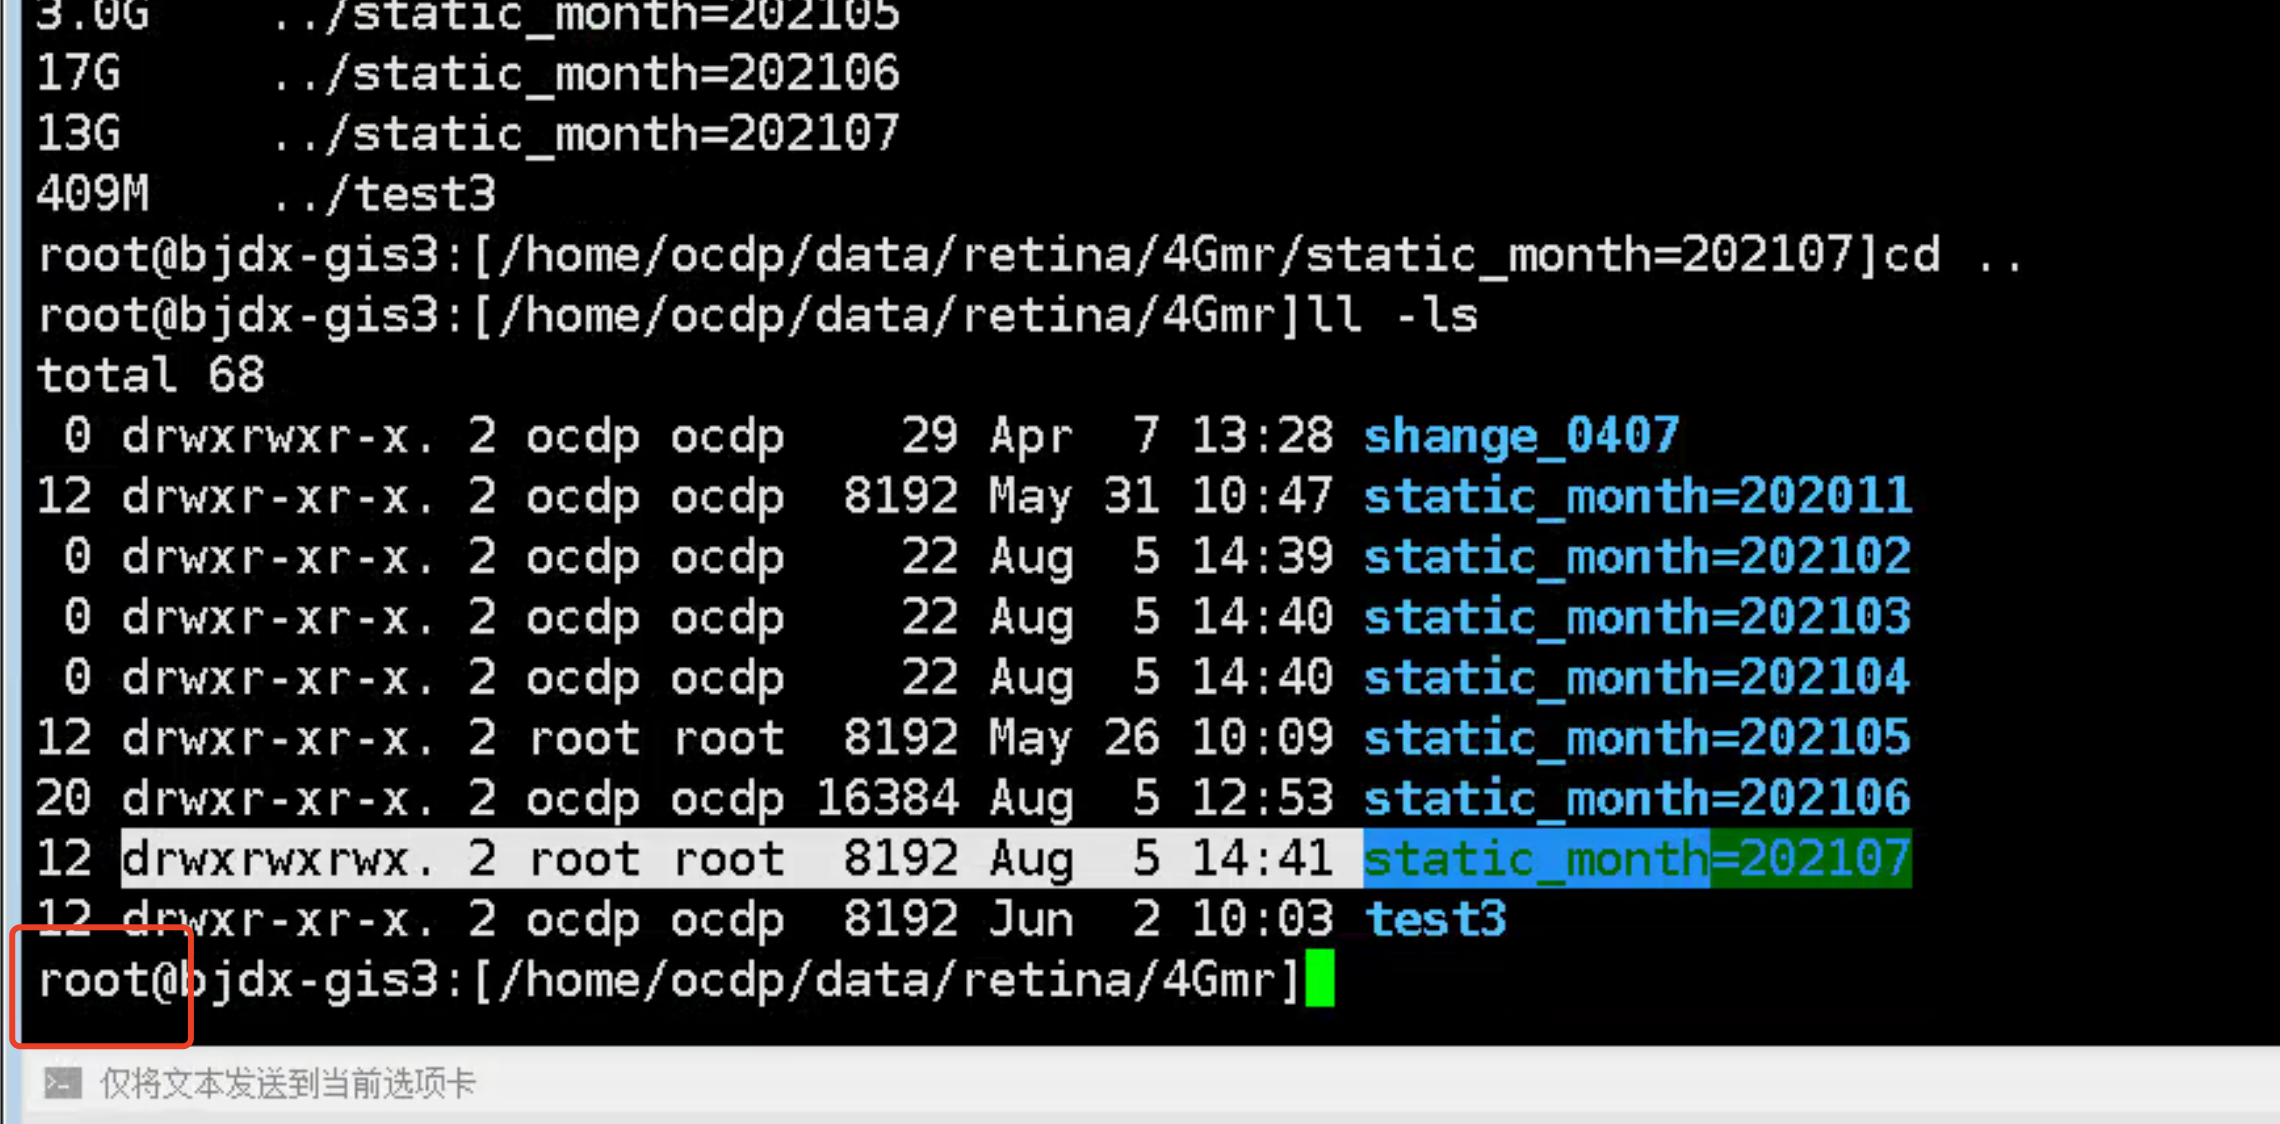 3.0G ../static_month=202105
17G ../static_month=202106
13G ../static_month=202107
409M ../test3
root@bjdx-gis3:[/home/ocdp/data/retina/4Gmr/static_month=202107]cd ..
root@bjdx-gis3:[/home/ocdp/data/retina/4Gmr]ll -ls
total 68
0 drwxrwxr-x. 2 ocdp ocdp 29 Apr 7 13:28 shange_0407
12 drwxr-xr-x. 2 ocdp ocdp 8192 May 31 10:47 static_month=202011
0 drwxr-xr-x. 2 ocdp ocdp 22 Aug 5 14:39 static_month=202102
0 drwxr-xr-x. 2 ocdp ocdp 22 Aug 5 14:40 static_month=202103
0 drwxr-xr-x. 2 ocdp ocdp 22 Aug 5 14:40 static_month=202104
12 drwxr-xr-x. 2 root root 8192 May 26 10:09 static_month=202105
20 drwxr-xr-x. 2 ocdp ocdp 16384 Aug 5 12:53 static_month=202106
12 drwxrwxrwx. 2 root root 8192 Aug 5 14:41 static_month=202107
12 drwxr-xr-x. 2 ocdp ocdp 8192 Jun 2 10:03 test3
root@bjdx-gis3:[/home/ocdp/data/retina/4Gmr]
仅将文本发送到当前选项卡